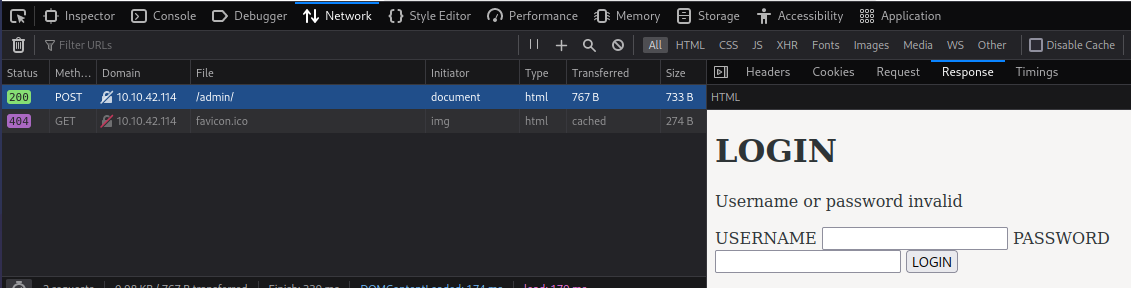 Inspector Console Debugger Network Style Editor Performance Memory Storage Accessibility Application
Filter URLs All HTML CSS JS XHR Fonts Images Media WS Other Disable Cache
Status Meth... Domain File Initiator Type Transferred Size Headers Cookies Request Response Timings
200 POST 10.10.42.114 /admin/ document html 767 B 733 B
404 GET 10.10.42.114 favicon.ico img html cached 274 B
HTML
LOGIN
Username or password invalid
USERNAME PASSWORD
LOGIN